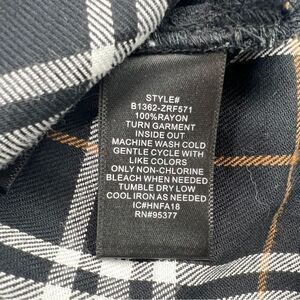 STYLE#
B1362-ZRF571
100%RAYON
TURN GARMENT
INSIDE OUT
MACHINE WASH COLD
GENTLE CYCLE WITH
LIKE COLORS
ONLY NON-CHLORINE
BLEACH WHEN NEEDED
TUMBLE DRY LOW
COOL IRON AS NEEDED
IC#HNFA18
RN#95377